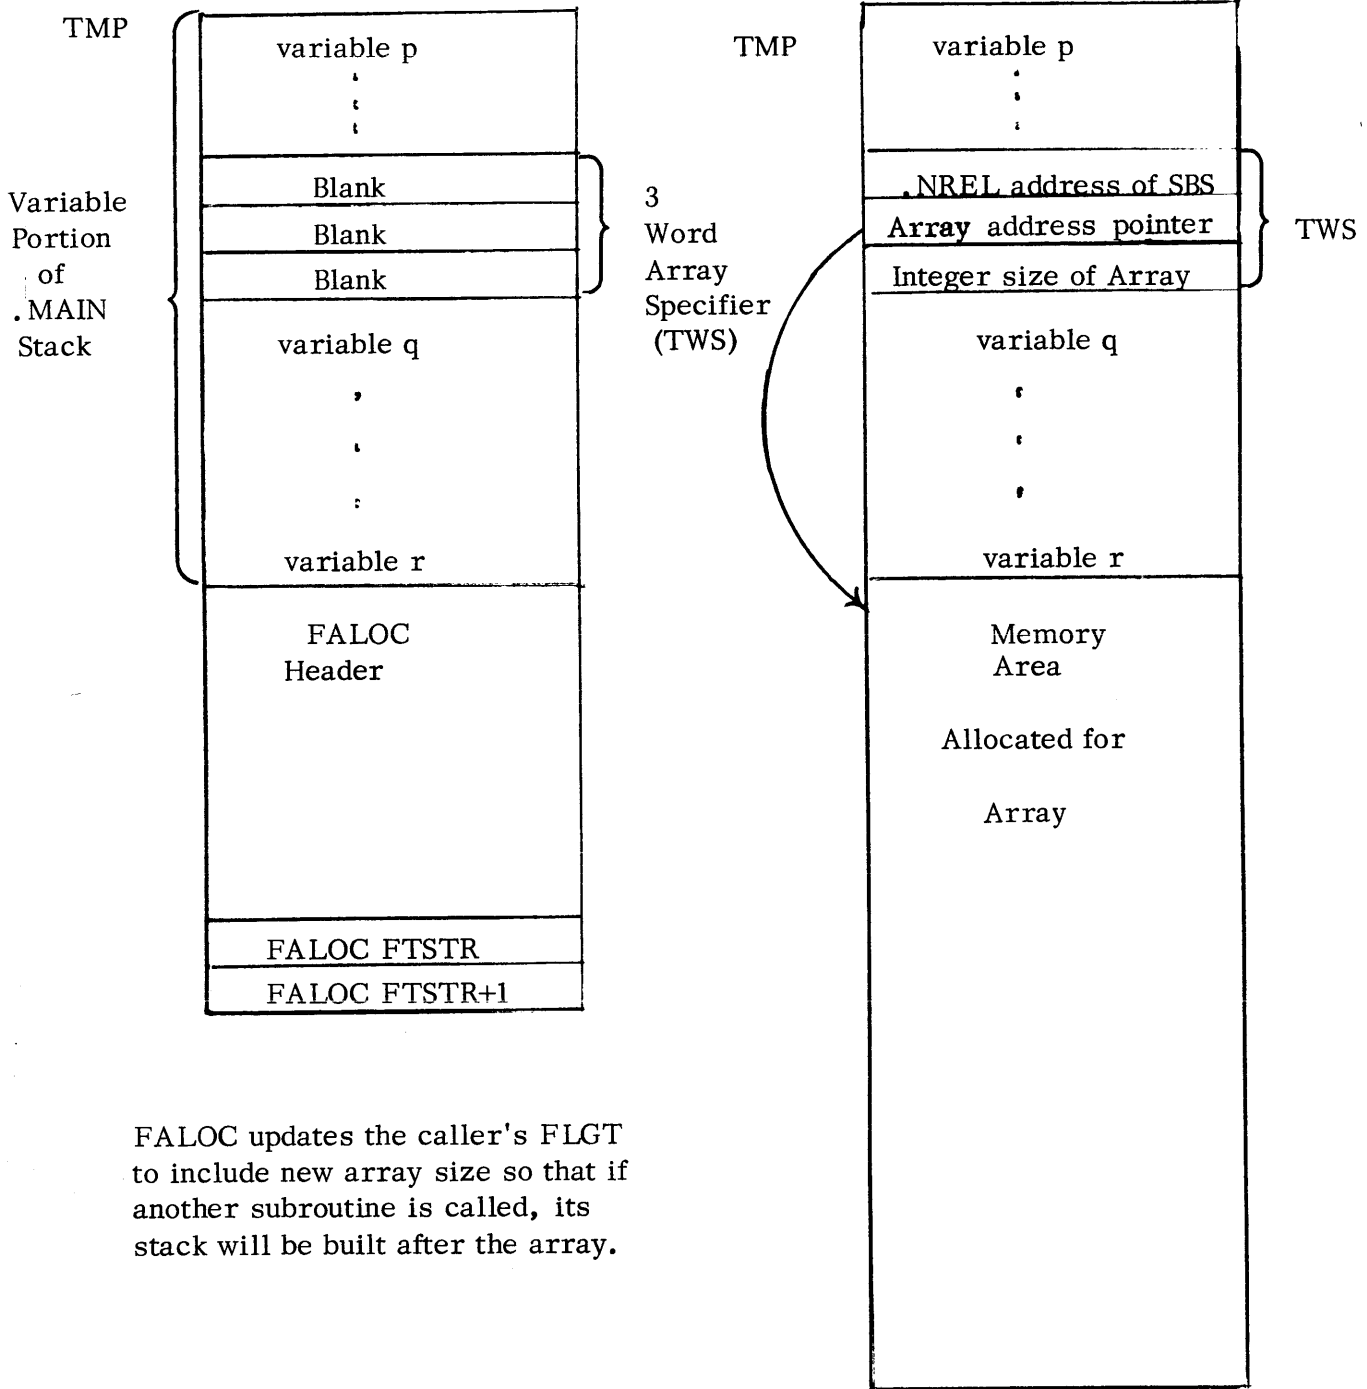 TMP
variable p
Variable
Portion
of
.MAIN
Stack
Blank
Blank
Blank
3
Word
Array
Specifier
(TWS)
variable q
variable r
FALOC
Header
FALOC FTSTR
FALOC FTSTR+1
FALOC updates the caller's FLGT
to include new array size so that if
another subroutine is called, its
stack will be built after the array.
TMP
variable p
.NREL address of SBS
Array address pointer
Integer size of Array
TWS
variable q
variable r
Memory
Area
Allocated for
Array